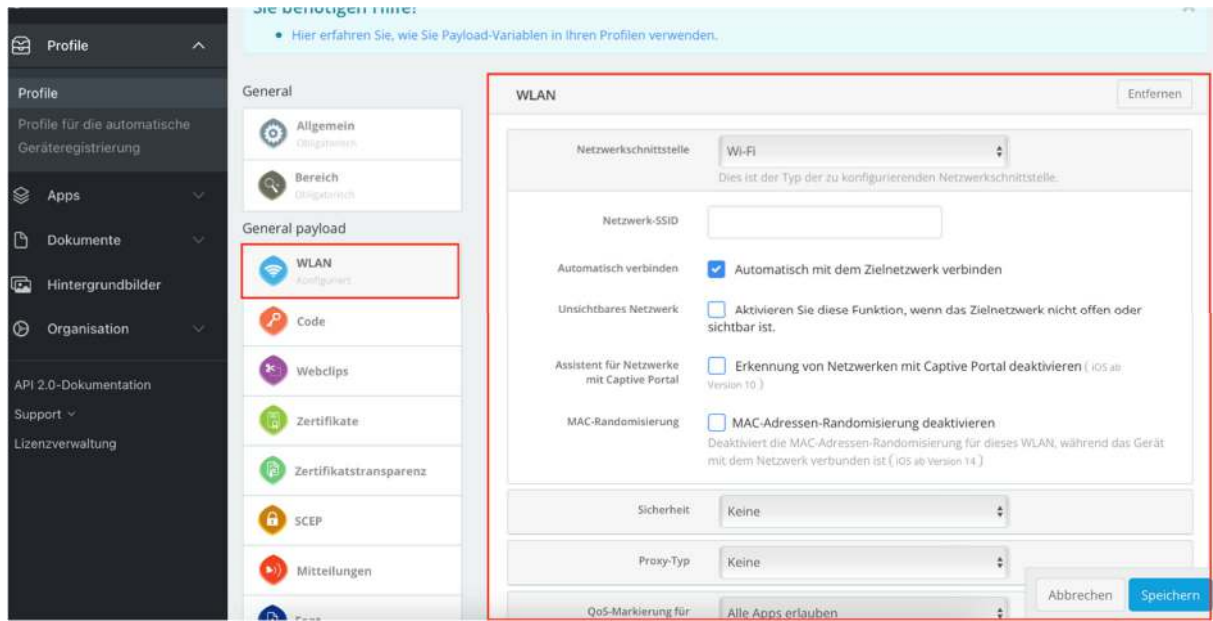 Sie benötigen Hilfe?
Hier erfahren Sie, wie Sie Payload-Variablen in Ihren Profilen verwenden.
Profile
Profile
Profile für die automatische
Geräteregistrierung
Apps
Dokumente
Hintergrundbilder
Organisation
API 2.0-Dokumentation
Support
Lizenzverwaltung
General
Allgemein
Obligatorisch
Bereich
Obligatorisch
General payload
WLAN
Konfiguriert
Code
Webclips
Zertifikate
Zertifikatstransparenz
SCEP
Mitteilungen
WLAN
Entfernen
Netzwerkschnittstelle
Wi-Fi
Dies ist der Typ der zu konfigurierenden Netzwerkschnittstelle.
Netzwerk-SSID
Automatisch verbinden
Automatisch mit dem Zielnetzwerk verbinden
Unsichtbares Netzwerk
Aktivieren Sie diese Funktion, wenn das Zielnetzwerk nicht offen oder
sichtbar ist.
Assistent für Netzwerke
mit Captive Portal
Erkennung von Netzwerken mit Captive Portal deaktivieren ( iOS ab
Version 10 )
MAC-Randomisierung
MAC-Adressen-Randomisierung deaktivieren
Deaktiviert die MAC-Adressen-Randomisierung für dieses WLAN, während das Gerät
mit dem Netzwerk verbunden ist ( iOS ab Version 14 )
Sicherheit
Keine
Proxy-Typ
Keine
QoS-Markierung für
Alle Apps erlauben
Abbrechen
Speichern